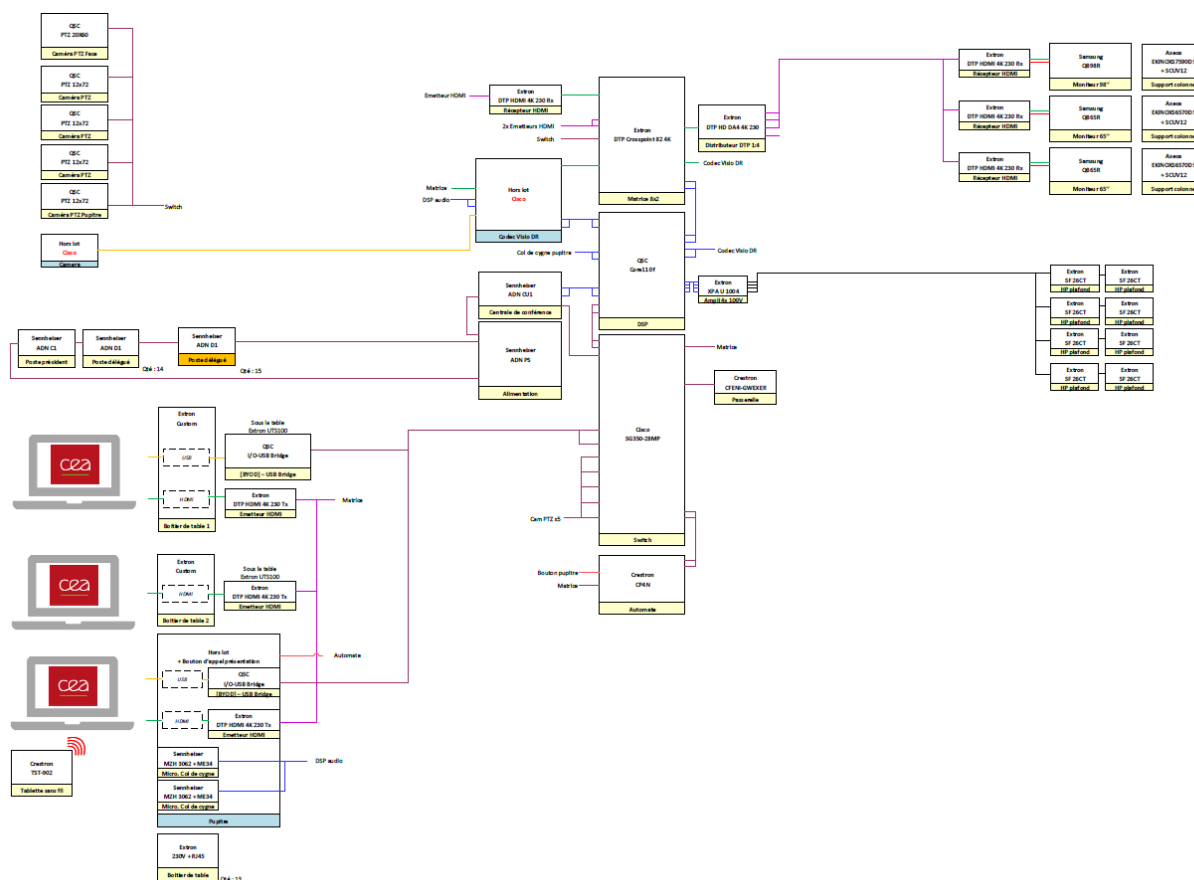 QSC
PTZ 20X60
Caméra PTZ Face
QSC
PTZ 12x72
Caméra PTZ
QSC
PTZ 12x72
Caméra PTZ
QSC
PTZ 12x72
Caméra PTZ
QSC
PTZ 12x72
Caméra PTZ Pupitre
Switch
Hors lot
Cisco
Camera
Emetteur HDMI
Extron
DTP HDMI 4K 230 Rx
Récepteur HDMI
2x Emetteurs HDMI
Switch
Extron
DTP Crosspoint 82 4K
Matrice 8x2
Extron
DTP HD DA4 4K 230
Distributeur DTP 1:4
Codec Visio DR
Matrice
DSP audio
Hors lot
Cisco
Codec Visio DR
Col de cygne pupitre
QSC
Core110f
DSP
Codec Visio DR
Extron
XPA U 1004
Ampli 4x 100V
Extron
DTP HDMI 4K 230 Rx
Récepteur HDMI
Samsung
QB98R
Moniteur 98"
Axeos
+ SCUV12
Support colonne
Extron
DTP HDMI 4K 230 Rx
Récepteur HDMI
Samsung
QB65R
Moniteur 65"
Axeos
+ SCUV12
Support colonne
Extron
DTP HDMI 4K 230 Rx
Récepteur HDMI
Samsung
QB65R
Moniteur 65"
Axeos
+ SCUV12
Support colonne
Extron
SF 26CT
HP plafond
Extron
SF 26CT
HP plafond
Extron
SF 26CT
HP plafond
Extron
SF 26CT
HP plafond
Extron
SF 26CT
HP plafond
Extron
SF 26CT
HP plafond
Extron
SF 26CT
HP plafond
Extron
SF 26CT
HP plafond
Sennheiser
ADN CU1
Centrale de conférence
Sennheiser
ADN PS
Alimentation
Sennheiser
ADN C1
Poste président
Sennheiser
ADN D1
Poste délégué
Qté : 14
Sennheiser
ADN D1
Poste délégué
Qté : 15
Matrice
Crestron
CFENI-GWEXER
Passerelle
Cisco
SG350-28MP
Switch
Cam PTZ x5
Bouton pupitre
Matrice
Crestron
CP4N
Automate
cea
Extron
Custom
USB
HDMI
Boîtier de table 1
Sous la table
Extron UTS100
QSC
I/O-USB Bridge
[BYOD] – USB Bridge
Extron
DTP HDMI 4K 230 Tx
Emetteur HDMI
Matrice
cea
Extron
Custom
HDMI
Boîtier de table 2
Sous la table
Extron UTS100
Extron
DTP HDMI 4K 230 Tx
Emetteur HDMI
cea
Hors lot
+ Bouton d'appel présentation
Automate
USB
QSC
I/O-USB Bridge
[BYOD] – USB Bridge
HDMI
Extron
DTP HDMI 4K 230 Tx
Emetteur HDMI
Sennheiser
MZH 3062 + ME34
Micro. Col de cygne
DSP audio
Sennheiser
MZH 3062 + ME34
Micro. Col de cygne
Pupitre
Crestron
TST-902
Tablette sans fil
Extron
230V + RJ45
Boîtier de table